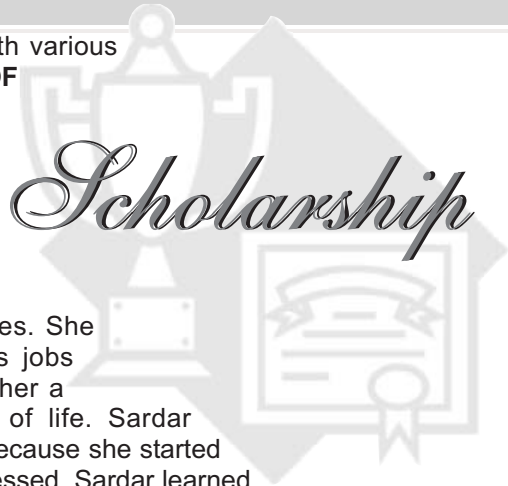 th various
OF
Scholarship
es. She
s jobs
her a
of life. Sardar
ecause she started
essed. Sardar learned